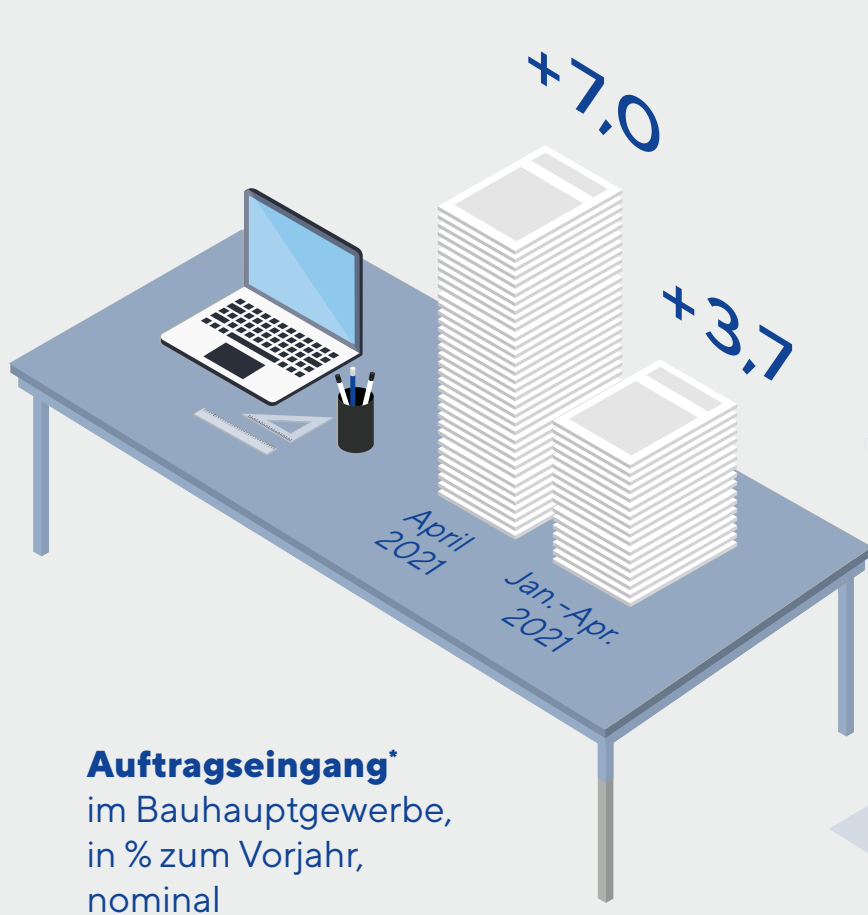 +7,0
+3,7
April
2021
Jan.-Apr.
2021
Auftragseingang*
im Bauhauptgewerbe,
in % zum Vorjahr,
nominal